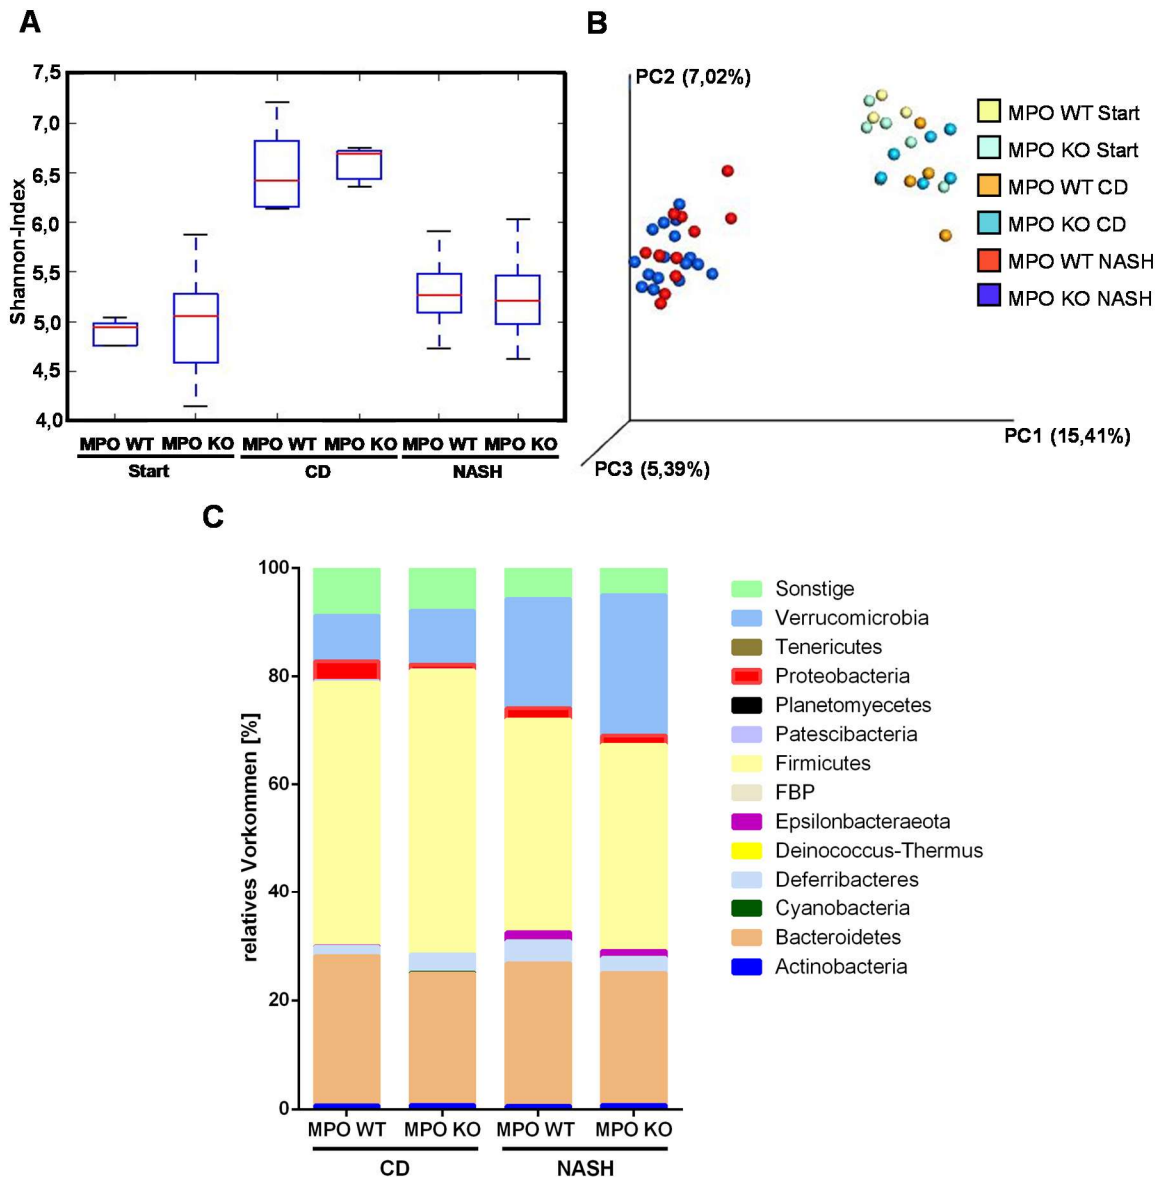 A
B
7,5
7,0
6,5
6,0
5,5
5,0
4,5
4,0
Shannon-Index
MPO WT MPO KO MPO WT MPO KO MPO WT MPO KO
Start CD NASH
PC2 (7,02%)
PC1 (15,41%)
PC3 (5,39%)
MPO WT Start
MPO KO Start
MPO WT CD
MPO KO CD
MPO WT NASH
MPO KO NASH
C
100
80
60
40
20
0
relatives Vorkommen [%]
MPO WT MPO KO MPO WT MPO KO
CD NASH
Sonstige
Verrucomicrobia
Tenericutes
Proteobacteria
Planetomyecetes
Patescibacteria
Firmicutes
FBP
Epsilonbacteraeota
Deinococcus-Thermus
Deferribacteres
Cyanobacteria
Bacteroidetes
Actinobacteria